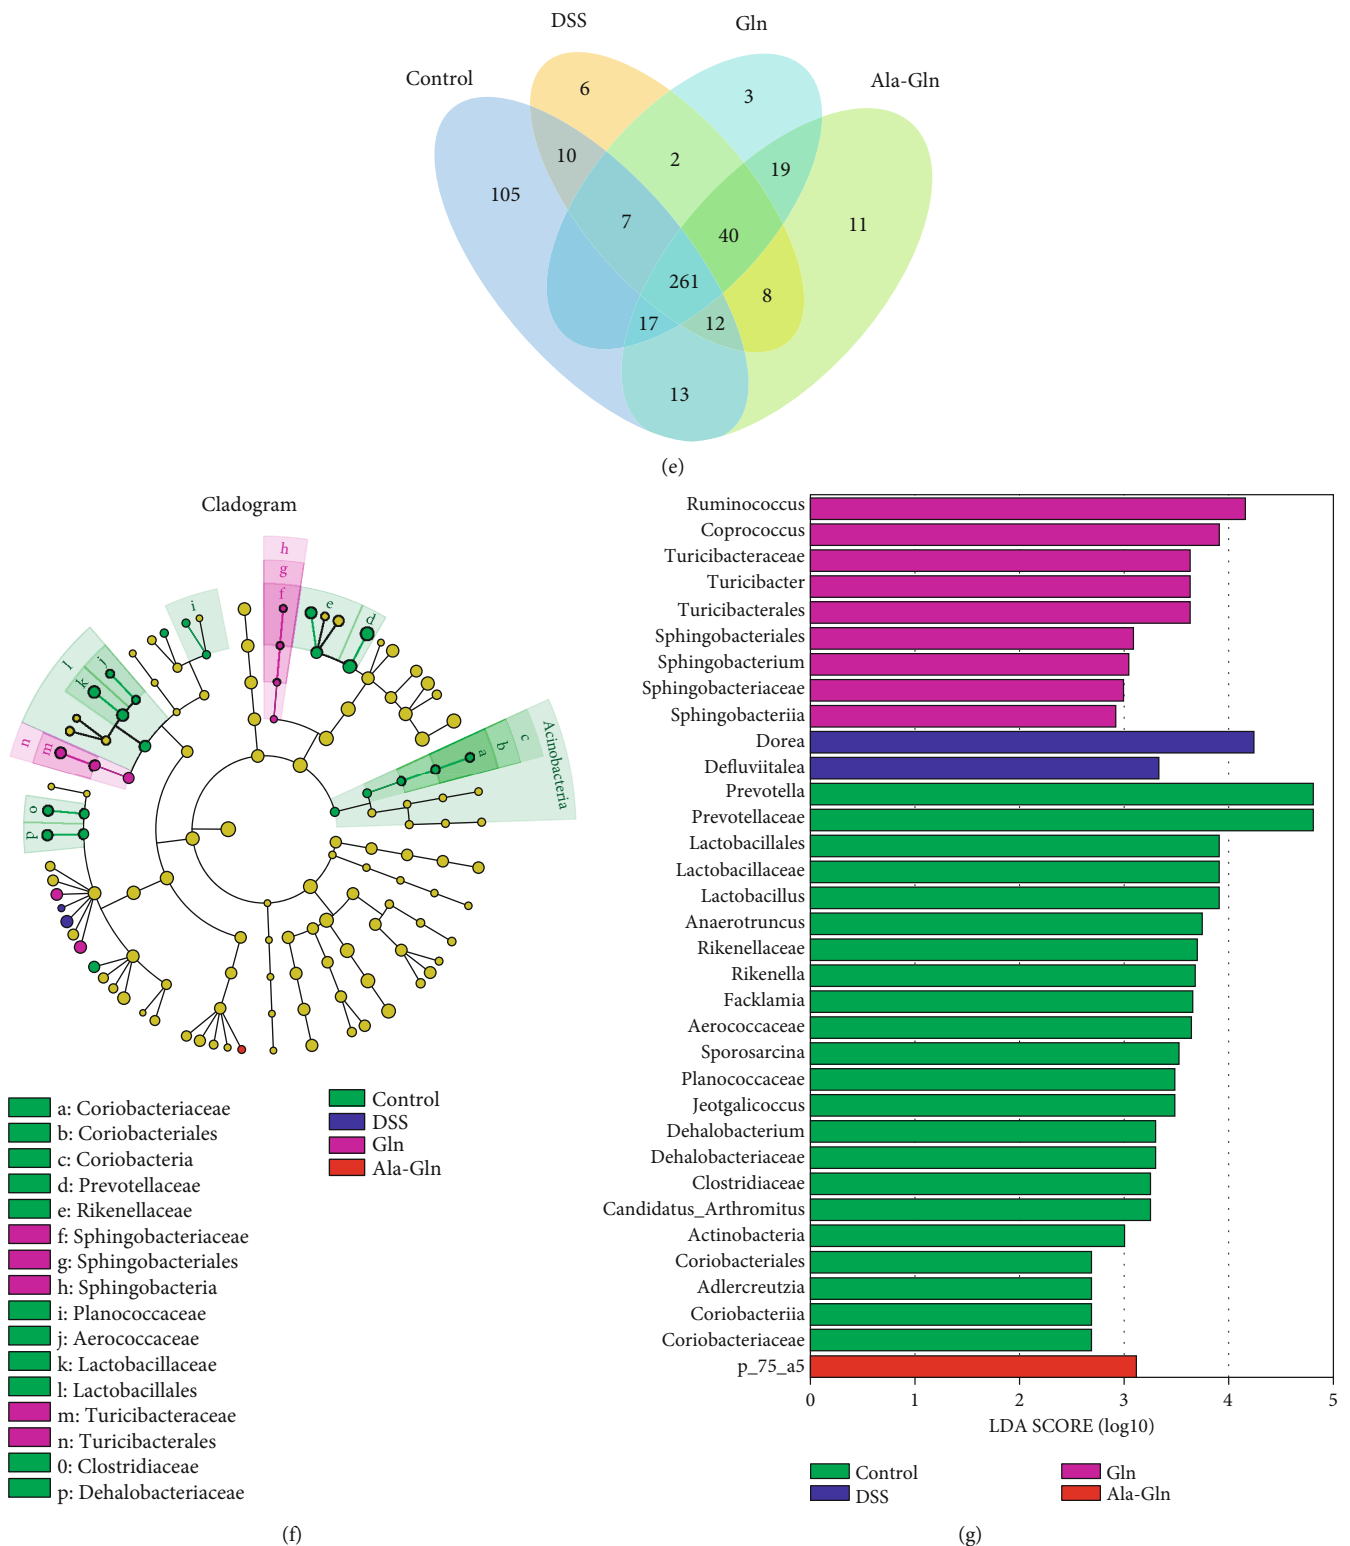 DSS
Gln
Control
Ala-Gln
6
3
10
2
19
105
7
40
11
261
8
17
12
13
(e)
Cladogram
h
g
f
e
d
i
l
j
k
n
m
o
p
a
b
c
Acinobacteria
a: Coriobacteriaceae
b: Coriobacteriales
c: Coriobacteria
d: Prevotellaceae
e: Rikenellaceae
f: Sphingobacteriaceae
g: Sphingobacteriales
h: Sphingobacteria
i: Planococcaceae
j: Aerococcaceae
k: Lactobacillaceae
l: Lactobacillales
m: Turicibacteraceae
n: Turicibacterales
0: Clostridiaceae
p: Dehalobacteriaceae
Control
DSS
Gln
Ala-Gln
(f)
Ruminococcus
Coprococcus
Turicibacteraceae
Turicibacter
Turicibacterales
Sphingobacteriales
Sphingobacterium
Sphingobacteriaceae
Sphingobacteriia
Dorea
Defluviitalea
Prevotella
Prevotellaceae
Lactobacillales
Lactobacillaceae
Lactobacillus
Anaerotruncus
Rikenellaceae
Rikenella
Facklamia
Aerococcaceae
Sporosarcina
Planococcaceae
Jeotgalicoccus
Dehalobacterium
Dehalobacteriaceae
Clostridiaceae
Candidatus_Arthromitus
Actinobacteria
Coriobacteriales
Adlercreutzia
Coriobacteriia
Coriobacteriaceae
p_75_a5
0 1 2 3 4 5
LDA SCORE (log10)
Control
DSS
Gln
Ala-Gln
(g)